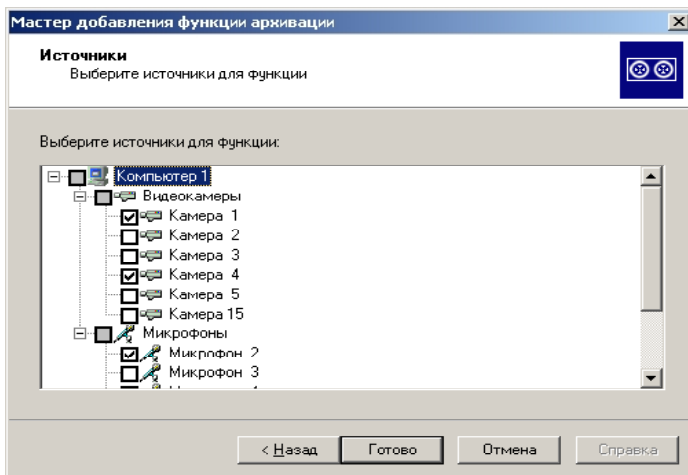 Мастер добавления функции архивации
Источники
Выберите источники для функции
Выберите источники для функции:
Компьютер 1
Видеокамеры
Камера 1
Камера 2
Камера 3
Камера 4
Камера 5
Камера 15
Микрофоны
Микрофон 2
Микрофон 3
< Назад Готово Отмена Справка